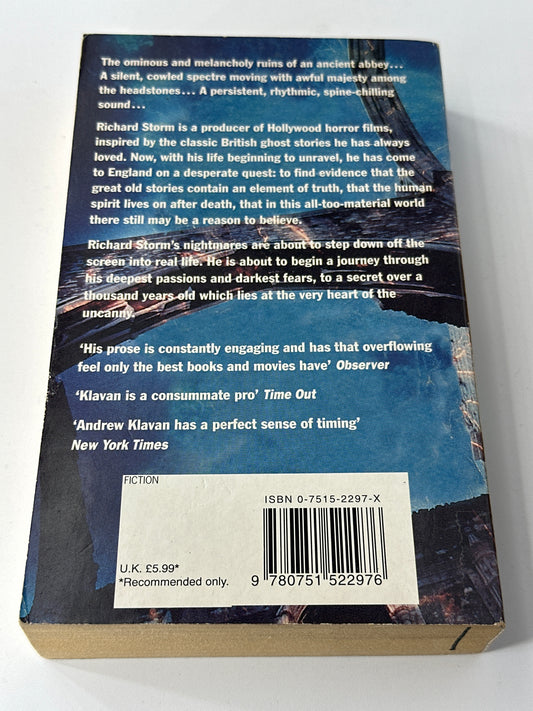 The ominous and melancholy ruins of an ancient abbey...
A silent, cowled spectre moving with awful majesty among
the headstones... A persistent, rhythmic, spine-chilling
sound...
Richard Storm is a producer of Hollywood horror films,
inspired by the classic British ghost stories he has always
loved. Now, with his life beginning to unravel, he has come
to England on a desperate quest: to find evidence that the
great old stories contain an element of truth, that the human
spirit lives on after death, that in this all-too-material world
there still may be a reason to believe.
Richard Storm's nightmares are about to step down off the
screen into real life. He is about to begin a journey through
his deepest passions and darkest fears, to a secret over a
thousand years old which lies at the very heart of the
uncanny.
'His prose is constantly engaging and has that overflowing
feel only the best books and movies have' Observer
'Klavan is a consummate pro' Time Out
'Andrew Klavan has a perfect sense of timing'
New York Times
FICTION
ISBN 0-7515-2297-X
U.K. £5.99*
*Recommended only.
9 780751 522976